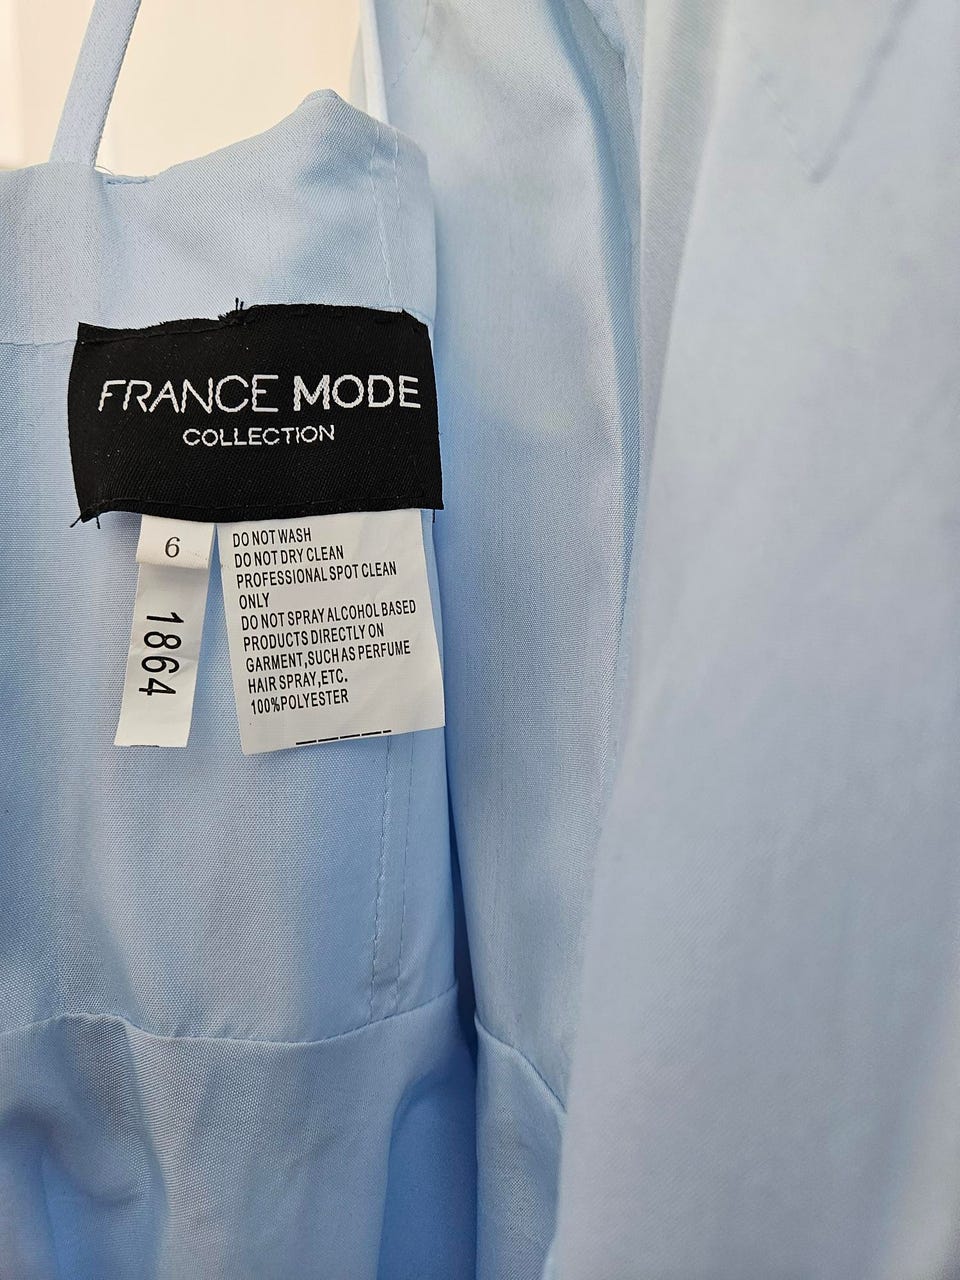 FRANCE MODE
COLLECTION
6
1864
DO NOT WASH
DO NOT DRY CLEAN
PROFESSIONAL SPOT CLEAN
ONLY
DO NOT SPRAY ALCOHOL BASED
PRODUCTS DIRECTLY ON
GARMENT,SUCH AS PERFUME
HAIR SPRAY,ETC.
100%POLYESTER